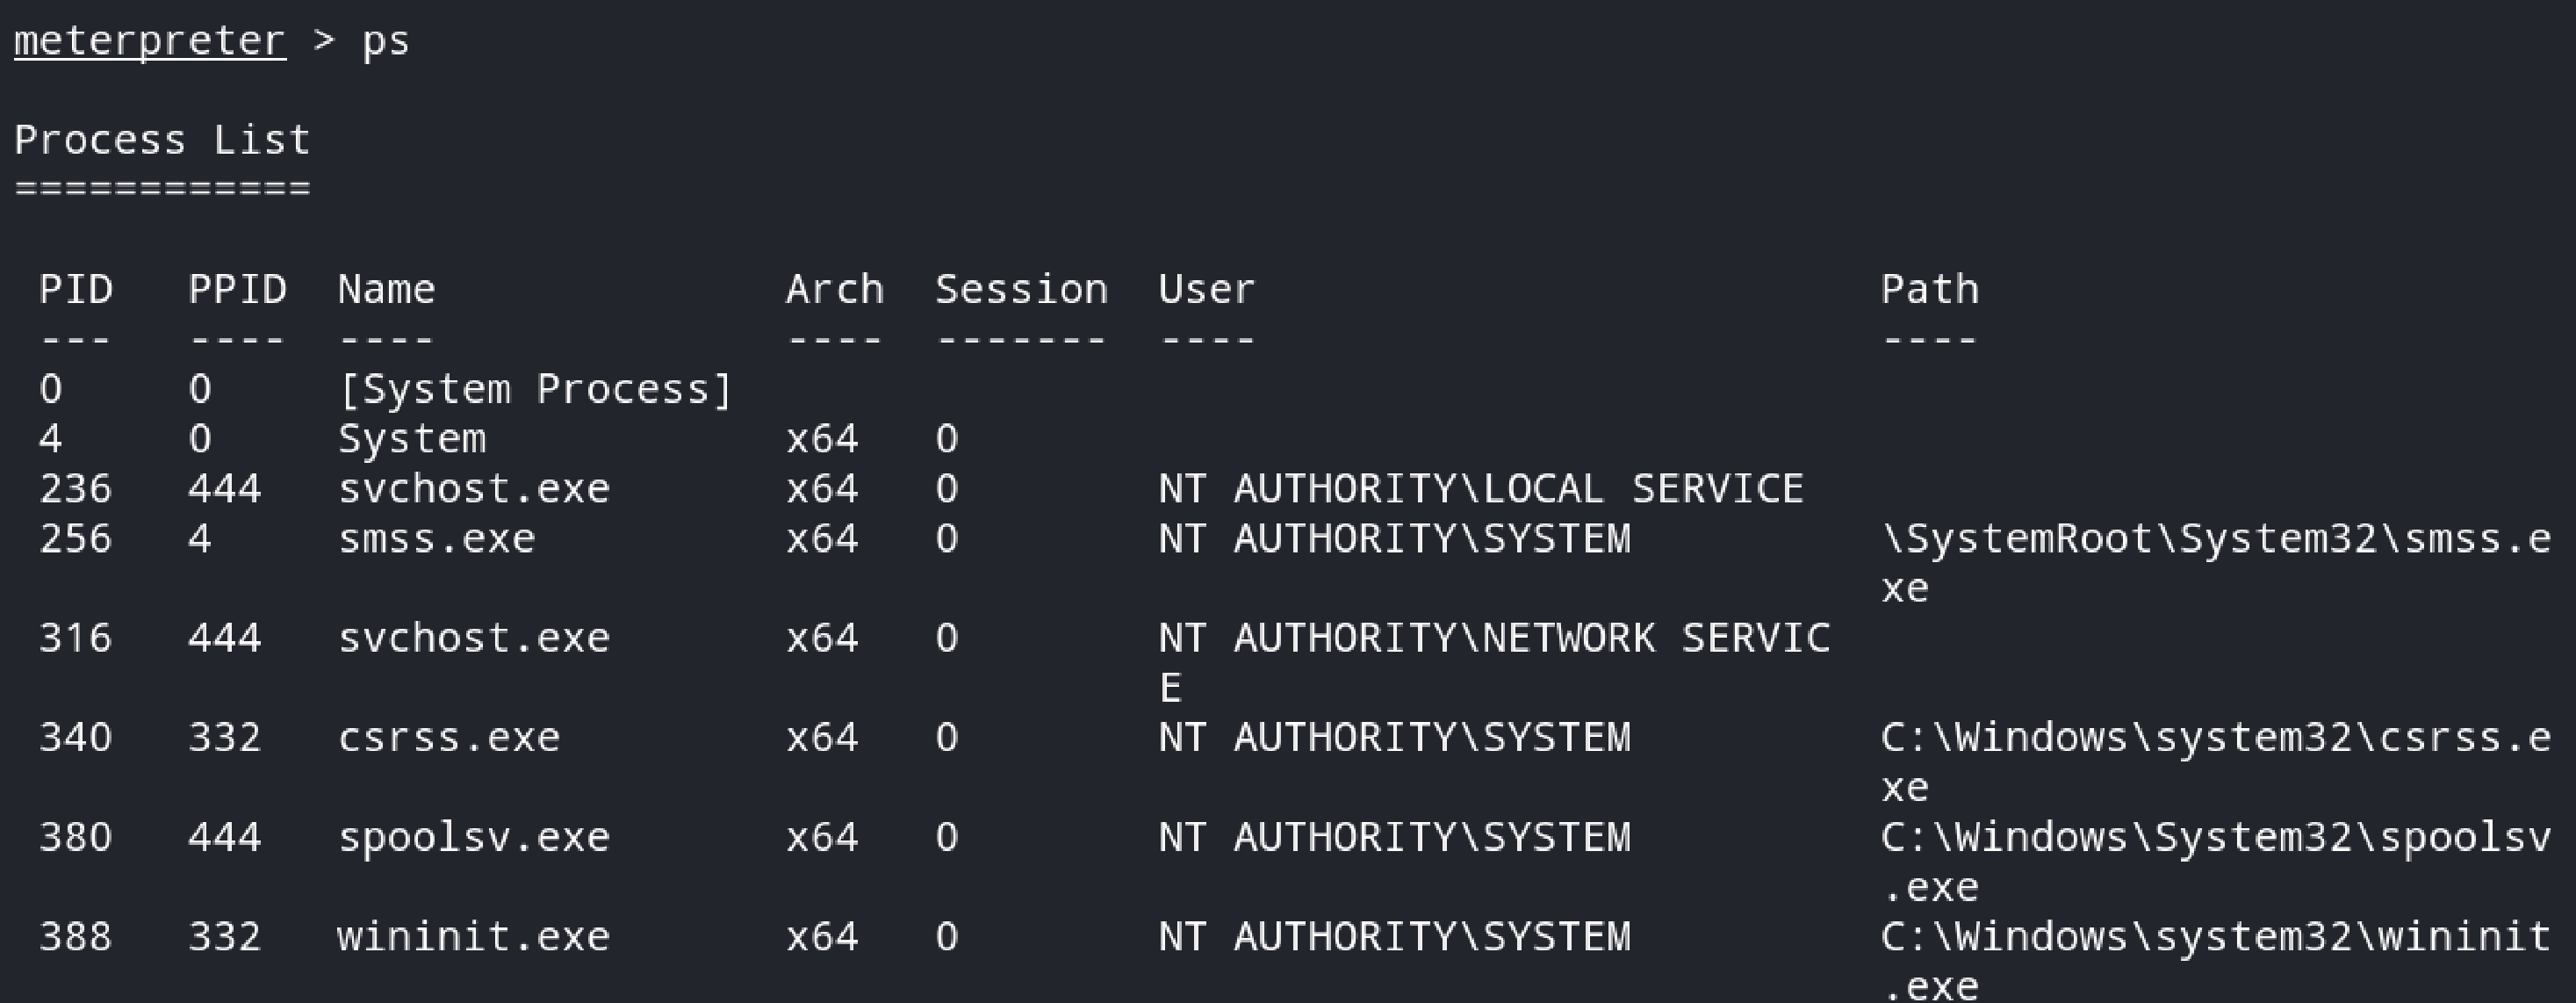 meterpreter > ps
Process List
============
PID   PPID  Name               Arch  Session  User                          Path
---   ----  ----               ----  -------  ----                          ----
0     0     [System Process]
4     0     System             x64   0
236   444   svchost.exe        x64   0        NT AUTHORITY\LOCAL SERVICE
256   4     smss.exe           x64   0        NT AUTHORITY\SYSTEM           \SystemRoot\System32\smss.e
xe
316   444   svchost.exe        x64   0        NT AUTHORITY\NETWORK SERVIC
E
340   332   csrss.exe          x64   0        NT AUTHORITY\SYSTEM           C:\Windows\system32\csrss.e
xe
380   444   spoolsv.exe        x64   0        NT AUTHORITY\SYSTEM           C:\Windows\System32\spoolsv
.exe
388   332   wininit.exe        x64   0        NT AUTHORITY\SYSTEM           C:\Windows\system32\wininit
.exe